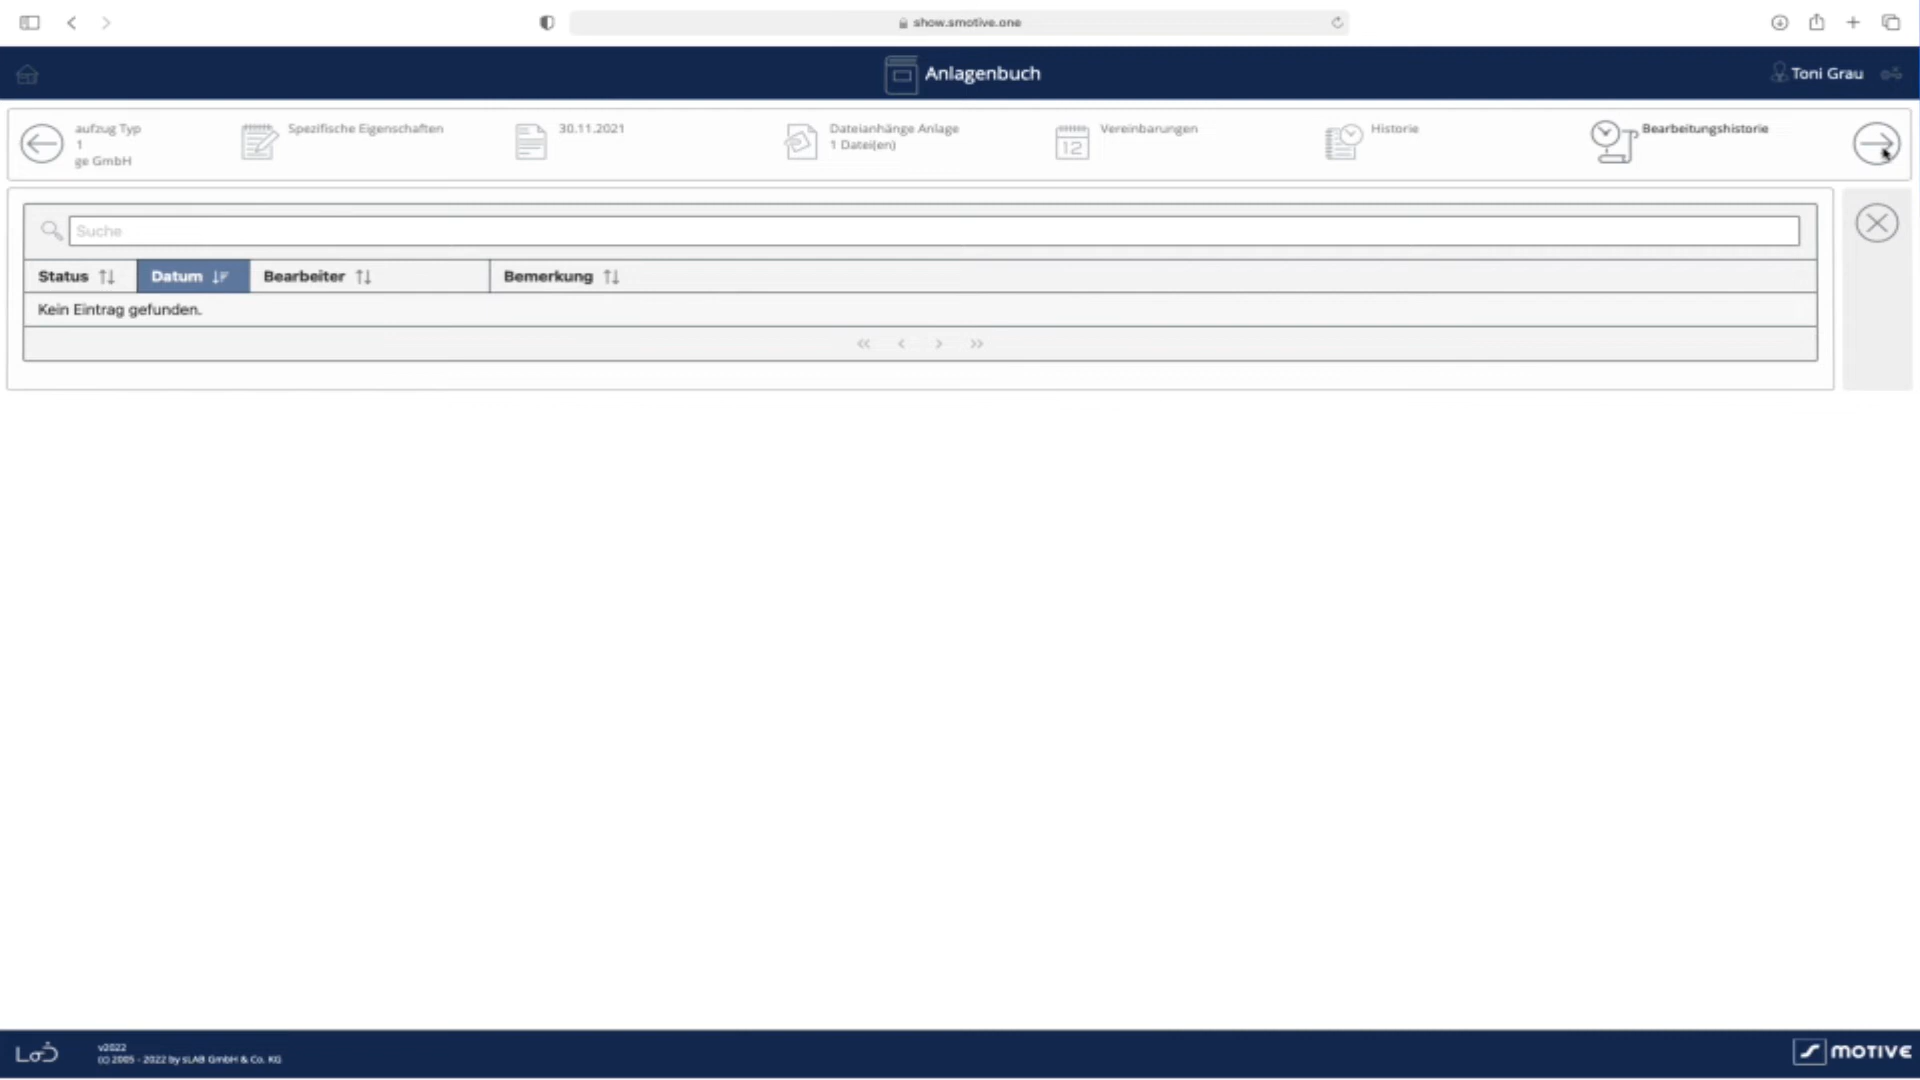 show.smotive.one
Anlagenbuch
Toni Grau
aufzug Typ
1
ge GmbH
Spezifische Eigenschaften
30.11.2021
Dateianhänge Anlage
1 Datei(en)
12
Vereinbarungen
Historie
Bearbeitungshistorie
Suche
Status
Datum
Bearbeiter
Bemerkung
Kein Eintrag gefunden.
v2022
(c) 2005 - 2022 by sLAB GmbH & Co. KG
MOTIVE